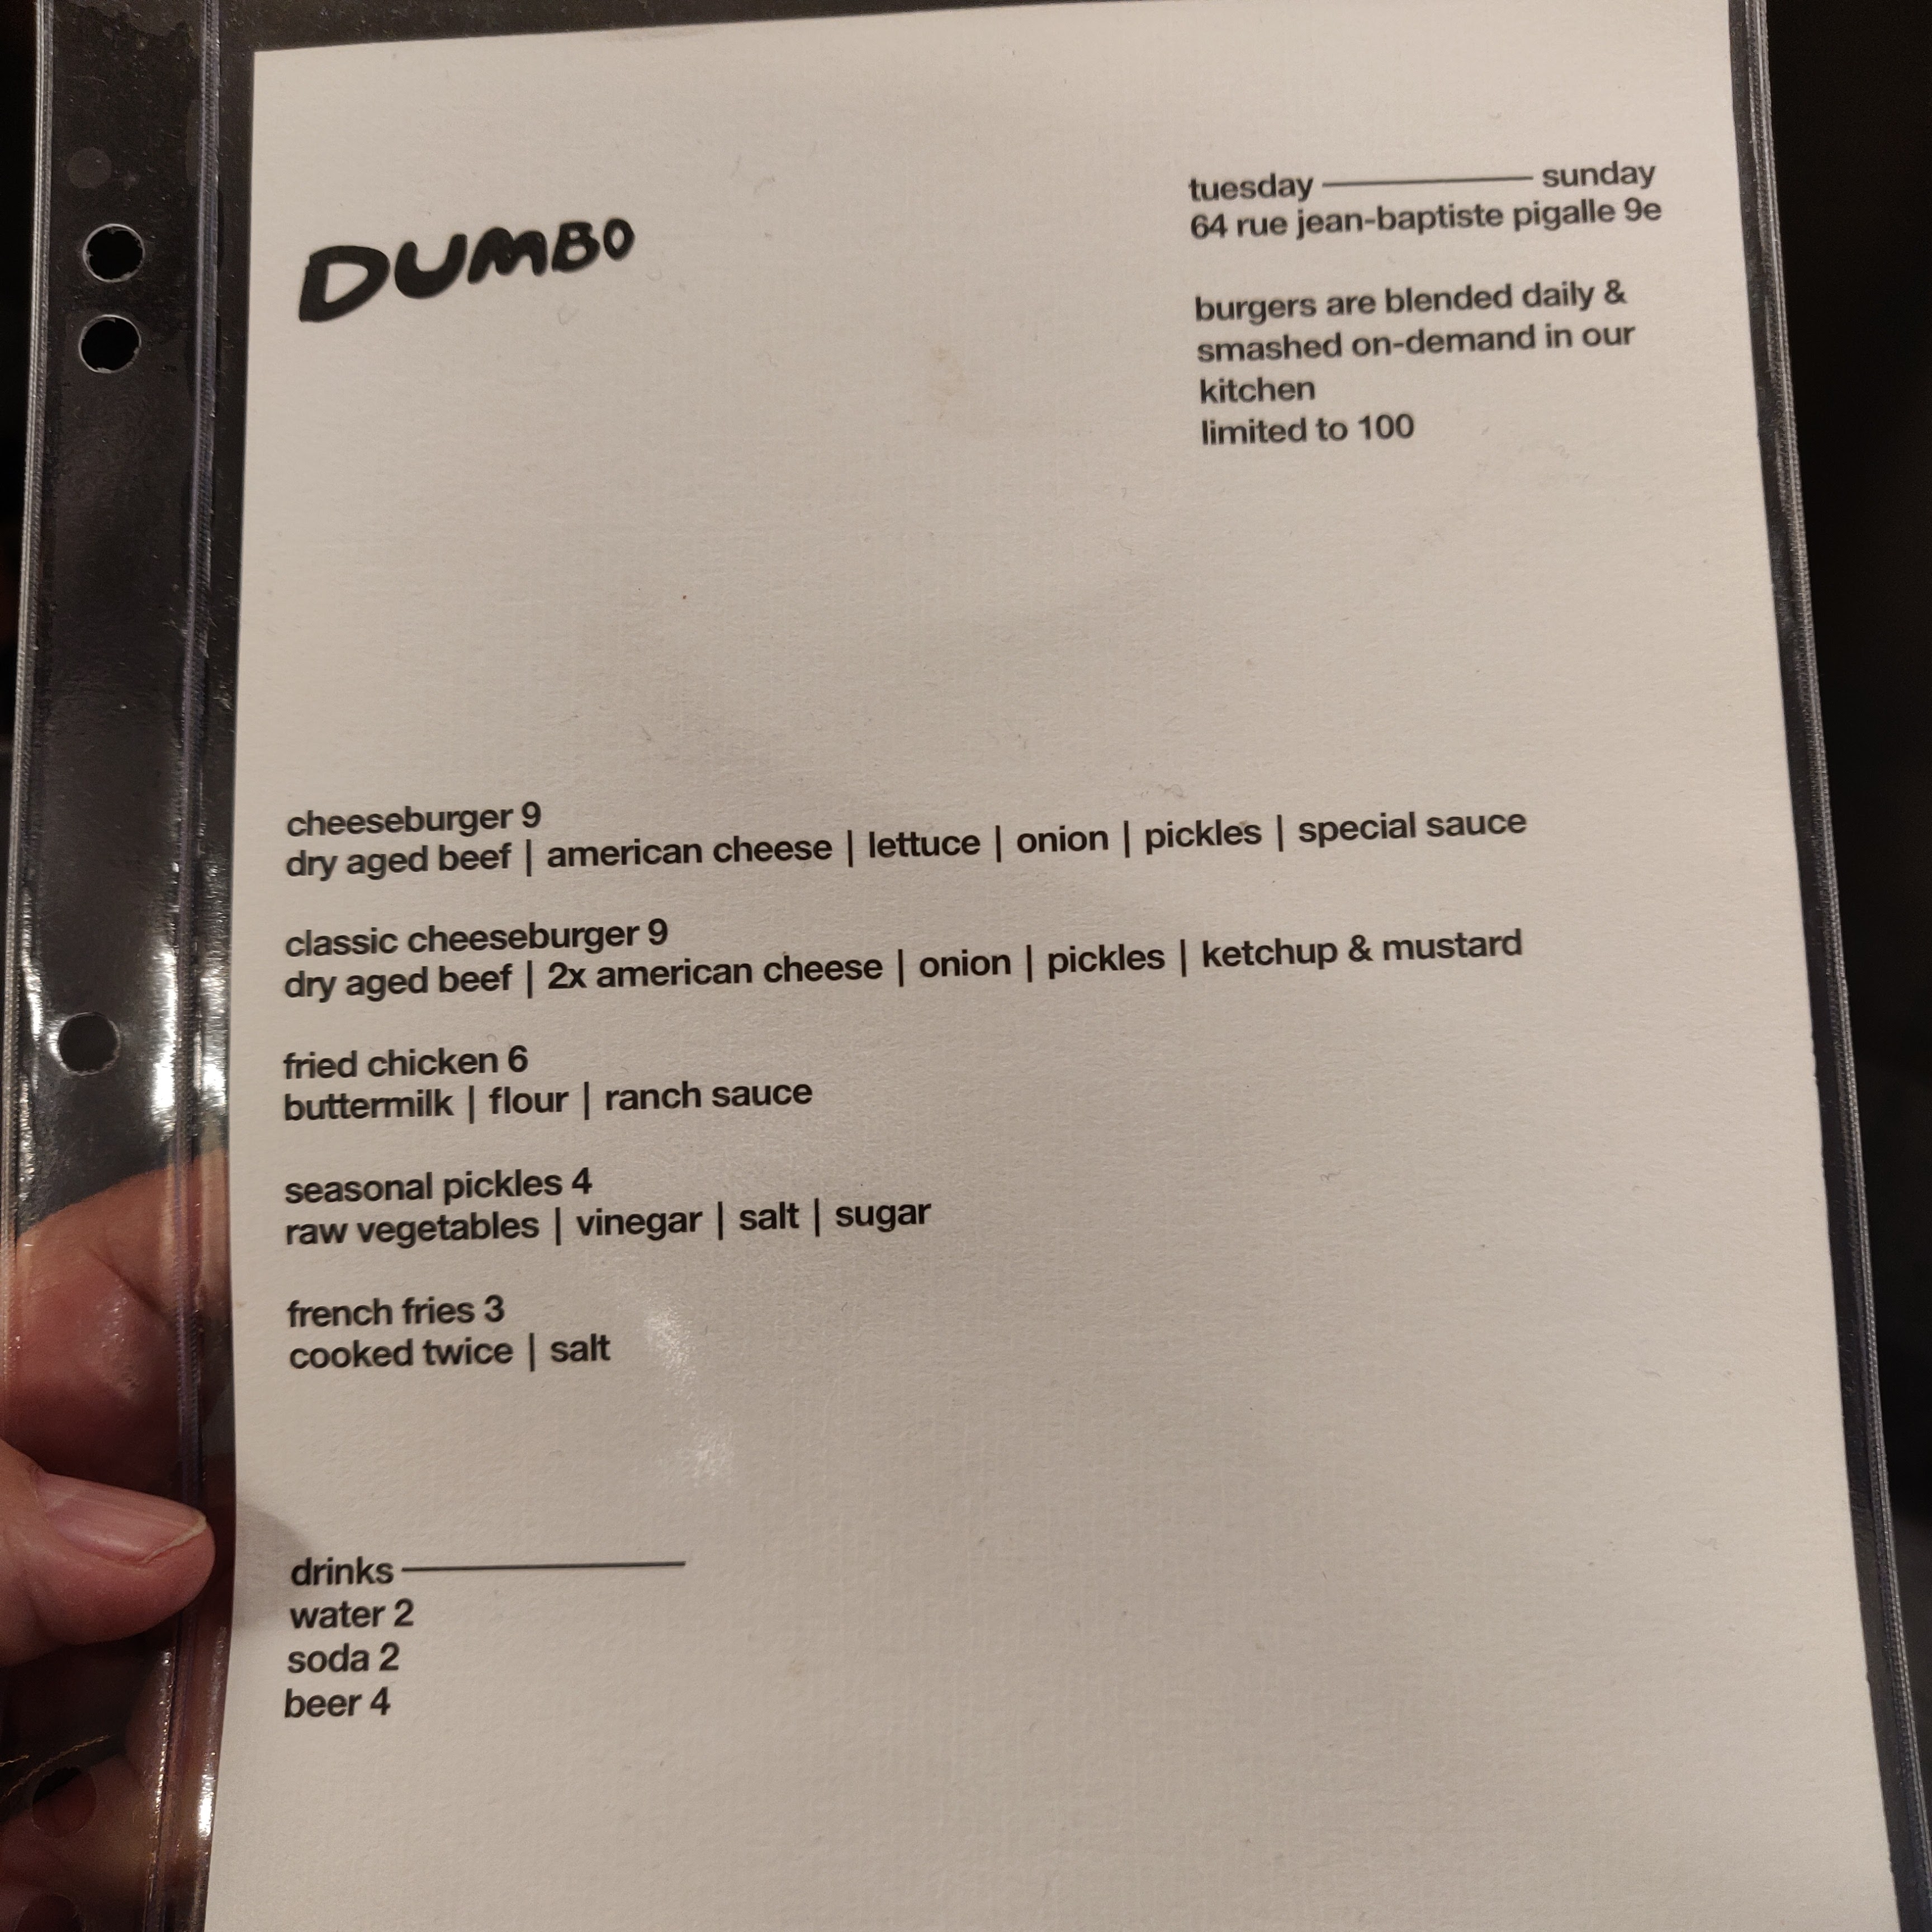 DUMBO
tuesday ——— sunday
64 rue jean-baptiste pigalle 9e
burgers are blended daily &
smashed on-demand in our
kitchen
limited to 100
cheeseburger 9
dry aged beef | american cheese | lettuce | onion | pickles | special sauce
classic cheeseburger 9
dry aged beef | 2x american cheese | onion | pickles | ketchup & mustard
fried chicken 6
buttermilk | flour | ranch sauce
seasonal pickles 4
raw vegetables | vinegar | salt | sugar
french fries 3
cooked twice | salt
drinks ———
water 2
soda 2
beer 4